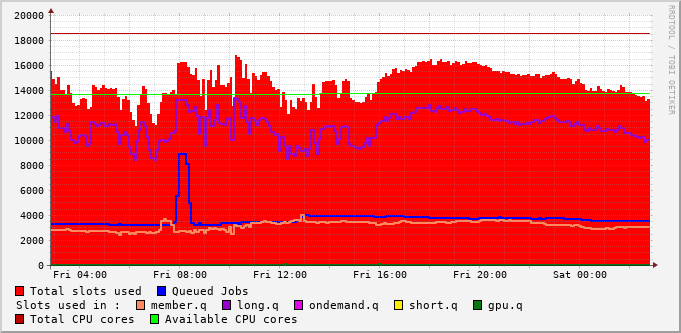 20000
18000
16000
14000
12000
10000
8000
6000
4000
2000
0
Fri 04:00 Fri 08:00 Fri 12:00 Fri 16:00 Fri 20:00 Sat 00:00
RRDTOOL / TOBI OETIKER
Total slots used Queued Jobs
Slots used in : member.q long.q ondemand.q short.q gpu.q
Total CPU cores Available CPU cores